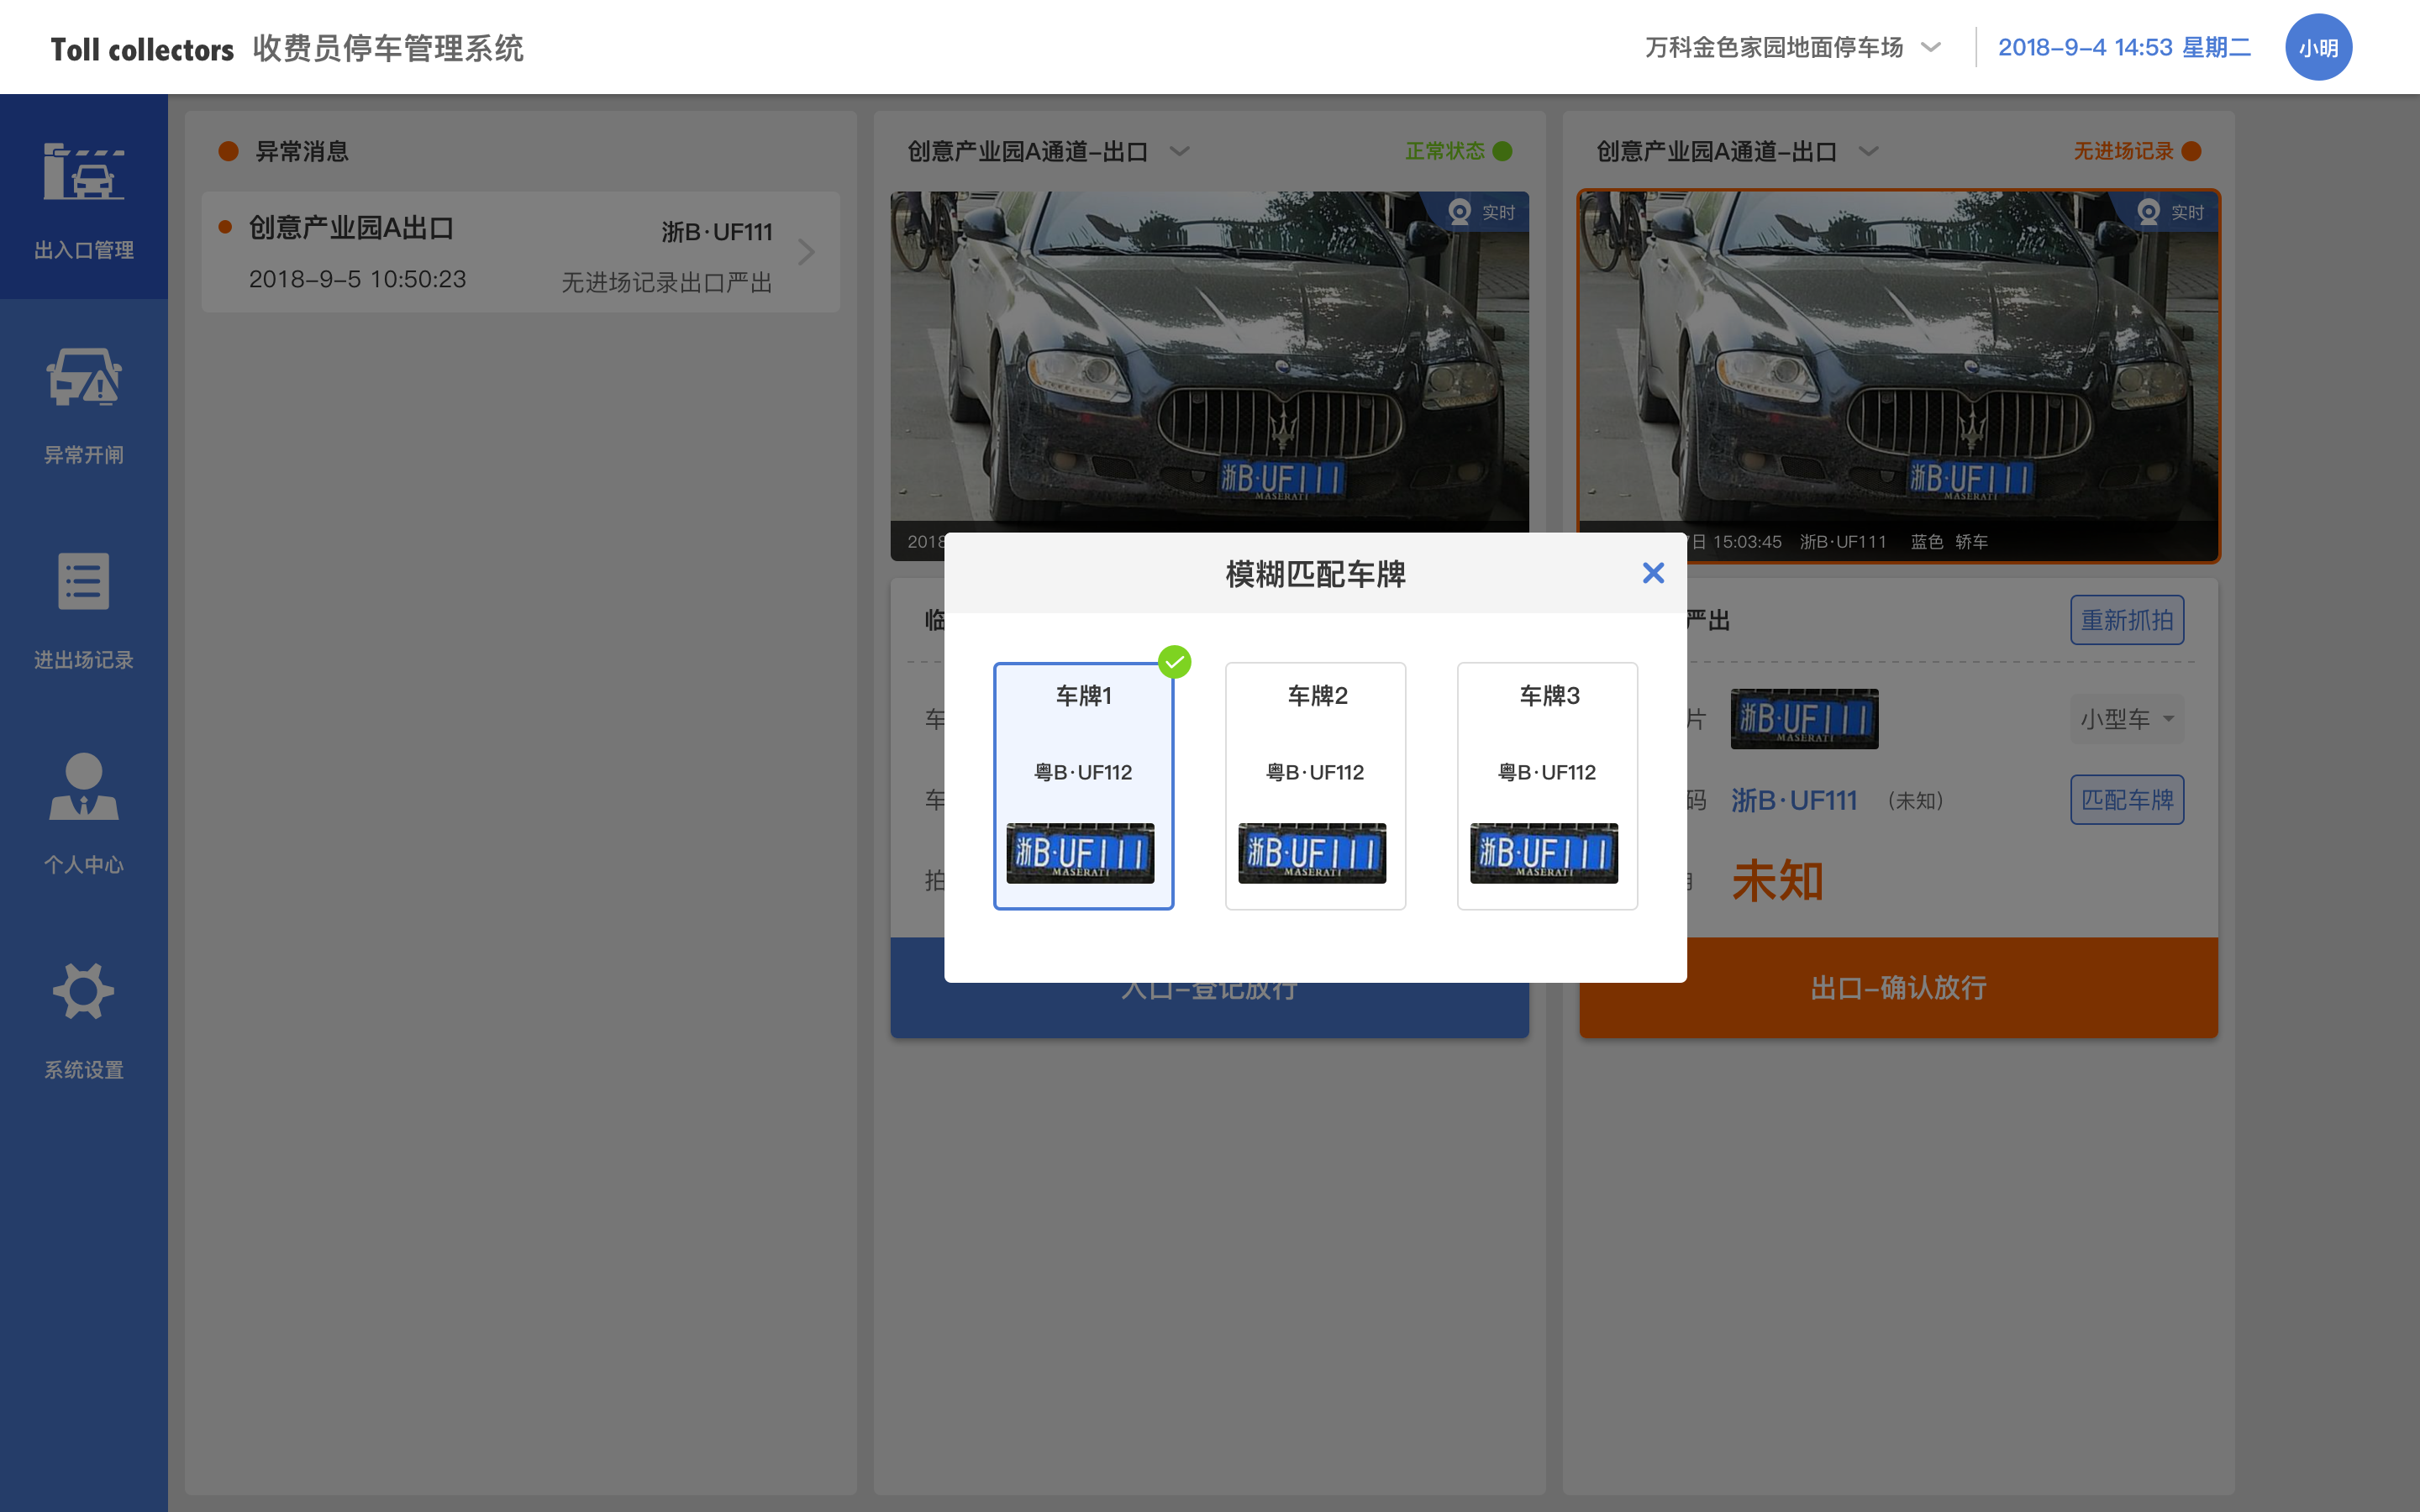 Toll collectors 收费员停车管理系统
万科金色家园地面停车场
2018-9-4 14:53 星期二
小明
出入口管理
异常开闸
进出场记录
个人中心
系统设置
异常消息
创意产业园A出口
浙B·UF111
2018-9-5 10:50:23
无进场记录出口严出
创意产业园A通道-出口
正常状态
实时
浙B·UF111
MASERATI
2018
临
车
车
拍
入口-登记放行
创意产业园A通道-出口
无进场记录
实时
浙B·UF111
MASERATI
日 15:03:45 浙B·UF111 蓝色 轿车
严出
重新抓拍
片
浙B·UF111
MASERATI
小型车
码
浙B·UF111
(未知)
匹配车牌
未知
出口-确认放行
模糊匹配车牌
车牌1
粤B·UF112
浙B·UF111
MASERATI
车牌2
粤B·UF112
浙B·UF111
MASERATI
车牌3
粤B·UF112
浙B·UF111
MASERATI